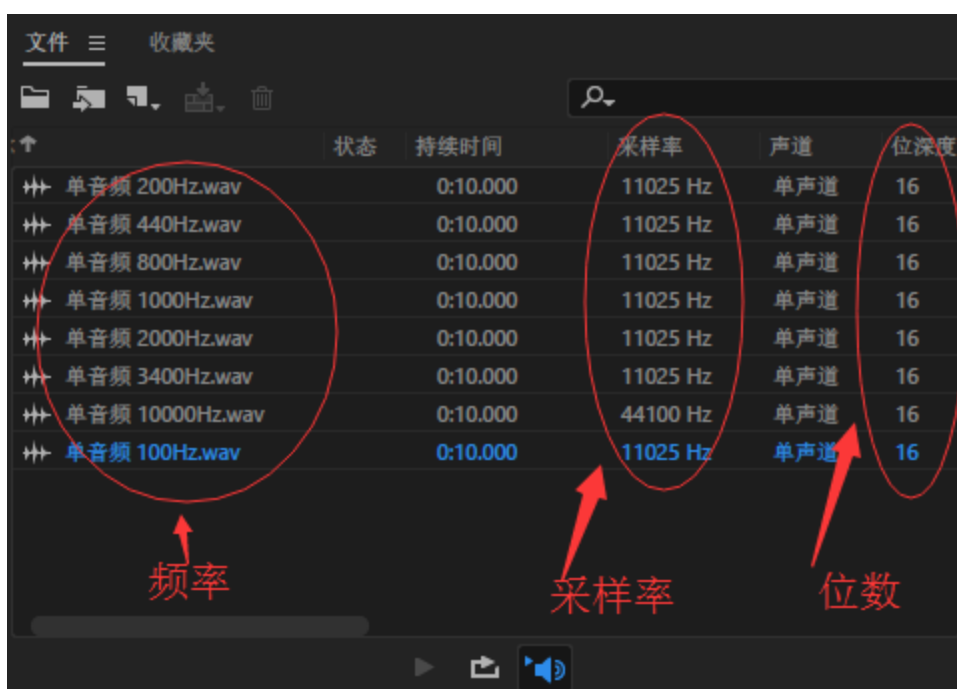 文件 收藏夹
状态 持续时间 采样率 声道 位深度
单音频 200Hz.wav 0:10.000 11025 Hz 单声道 16
单音频 440Hz.wav 0:10.000 11025 Hz 单声道 16
单音频 800Hz.wav 0:10.000 11025 Hz 单声道 16
单音频 1000Hz.wav 0:10.000 11025 Hz 单声道 16
单音频 2000Hz.wav 0:10.000 11025 Hz 单声道 16
单音频 3400Hz.wav 0:10.000 11025 Hz 单声道 16
单音频 10000Hz.wav 0:10.000 44100 Hz 单声道 16
单音频 100Hz.wav 0:10.000 11025 Hz 单声道 16
频率 采样率 位数